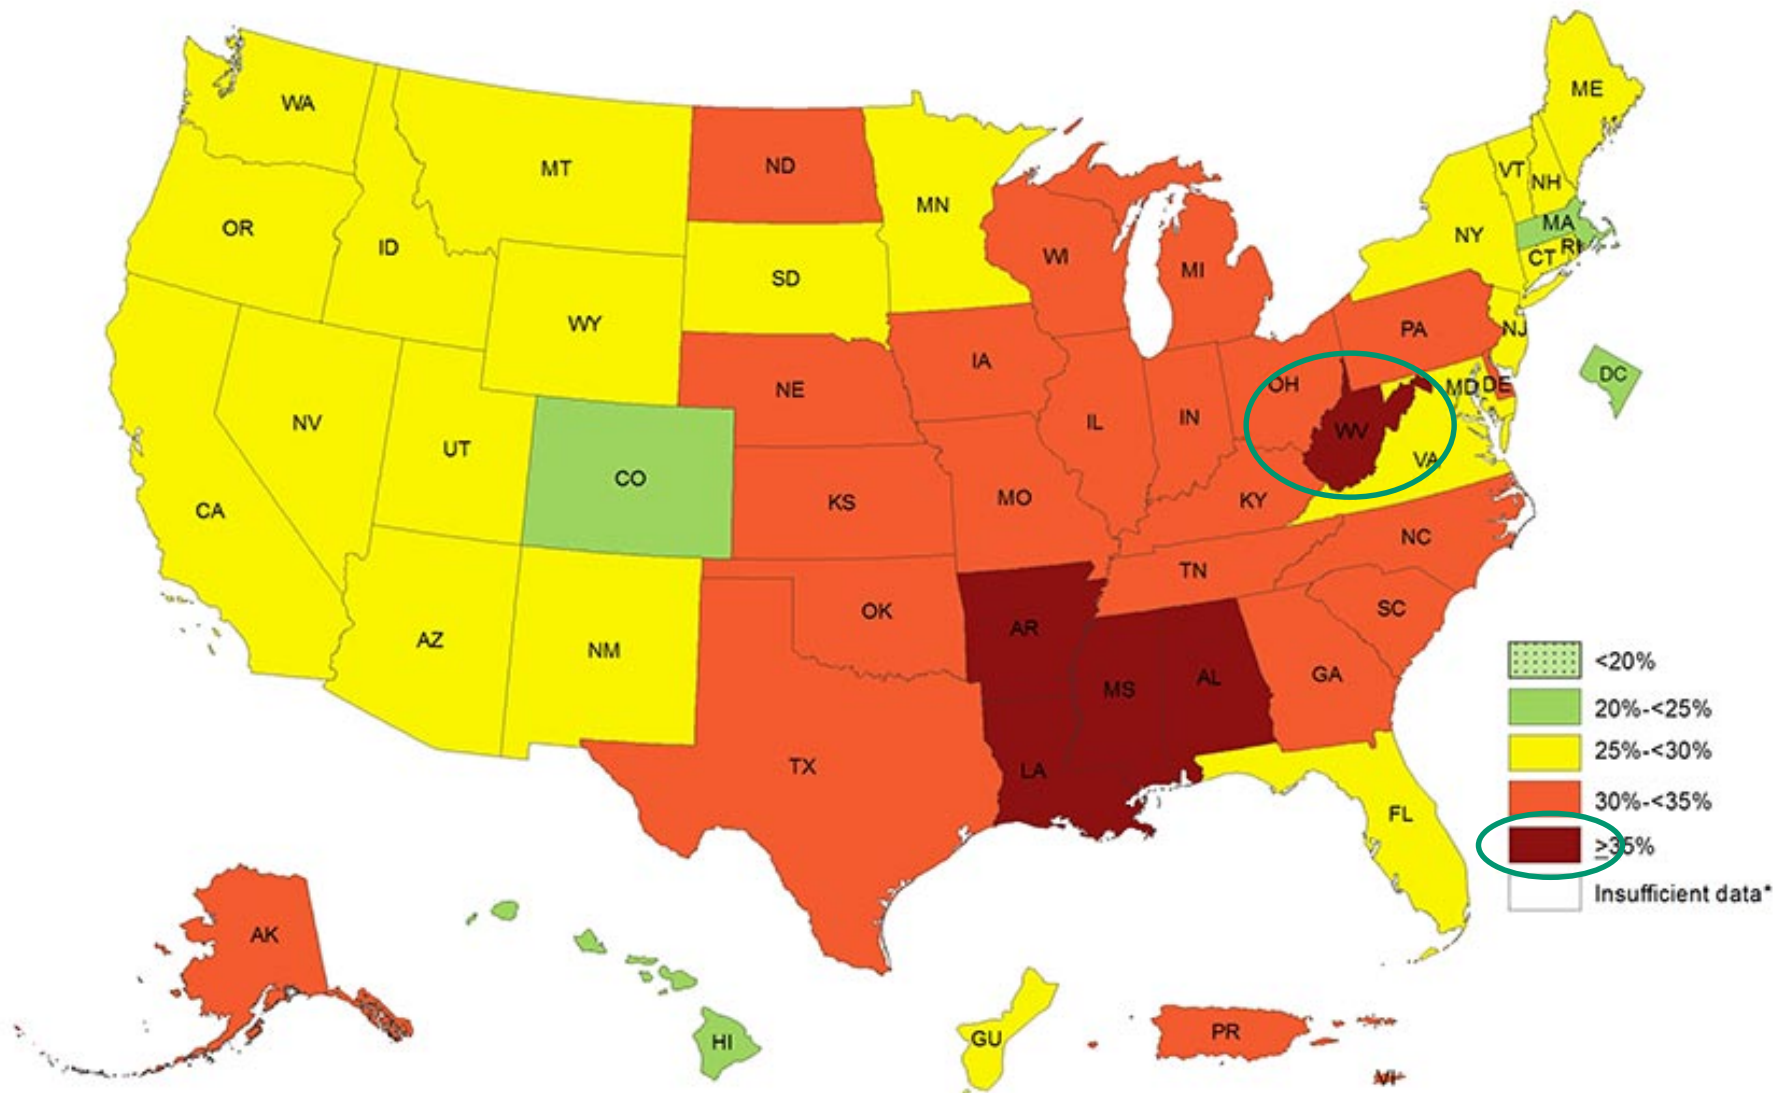 ME
WA
MT
ND
VT
NH
MN
OR
MA
NY
ID
RI
WI
CT
MI
SD
WY
PA
NJ
IA
DC
OH
MD
DE
NE
NV
IL
IN
WV
UT
VA
CO
KS
MO
KY
CA
NC
TN
SC
OK
AR
AZ
NM
GA
AL
MS
<20%
20%-<25%
25%-<30%
TX
LA
30%-<35%
FL
≥35%
Insufficient data*
AK
PR
GU
HI
VI